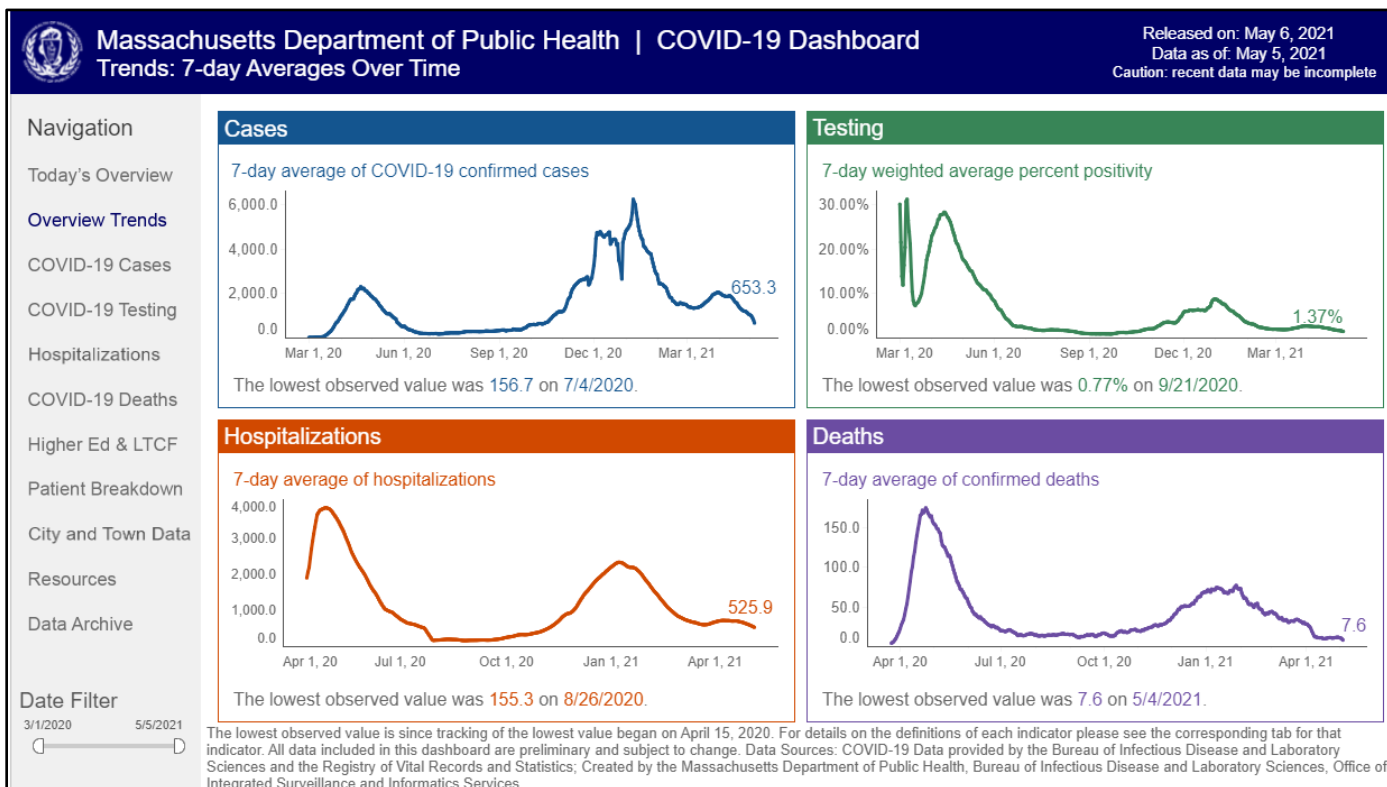 Massachusetts Department of Public Health | COVID-19 Dashboard
Trends: 7-day Averages Over Time
Released on: May 6, 2021
Data as of: May 5, 2021
Caution: recent data may be incomplete
Navigation
Today's Overview
Overview Trends
COVID-19 Cases
COVID-19 Testing
Hospitalizations
COVID-19 Deaths
Higher Ed & LTCF
Patient Breakdown
City and Town Data
Resources
Data Archive
Date Filter
3/1/2020 5/5/2021
Cases
7-day average of COVID-19 confirmed cases
6,000.0
4,000.0
2,000.0
0.0
653.3
Mar 1, 20 Jun 1, 20 Sep 1, 20 Dec 1, 20 Mar 1, 21
The lowest observed value was 156.7 on 7/4/2020.
Testing
7-day weighted average percent positivity
30.00%
20.00%
10.00%
0.00%
1.37%
Mar 1, 20 Jun 1, 20 Sep 1, 20 Dec 1, 20 Mar 1, 21
The lowest observed value was 0.77% on 9/21/2020.
Hospitalizations
7-day average of hospitalizations
4,000.0
3,000.0
2,000.0
1,000.0
0.0
525.9
Apr 1, 20 Jul 1, 20 Oct 1, 20 Jan 1, 21 Apr 1, 21
The lowest observed value was 155.3 on 8/26/2020.
Deaths
7-day average of confirmed deaths
150.0
100.0
50.0
0.0
7.6
Apr 1, 20 Jul 1, 20 Oct 1, 20 Jan 1, 21 Apr 1, 21
The lowest observed value was 7.6 on 5/4/2021.
The lowest observed value is since tracking of the lowest value began on April 15, 2020. For details on the definitions of each indicator please see the corresponding tab for that
indicator. All data included in this dashboard are preliminary and subject to change. Data Sources: COVID-19 Data provided by the Bureau of Infectious Disease and Laboratory
Sciences and the Registry of Vital Records and Statistics; Created by the Massachusetts Department of Public Health, Bureau of Infectious Disease and Laboratory Sciences, Office of
Integrated Surveillance and Informatics Services